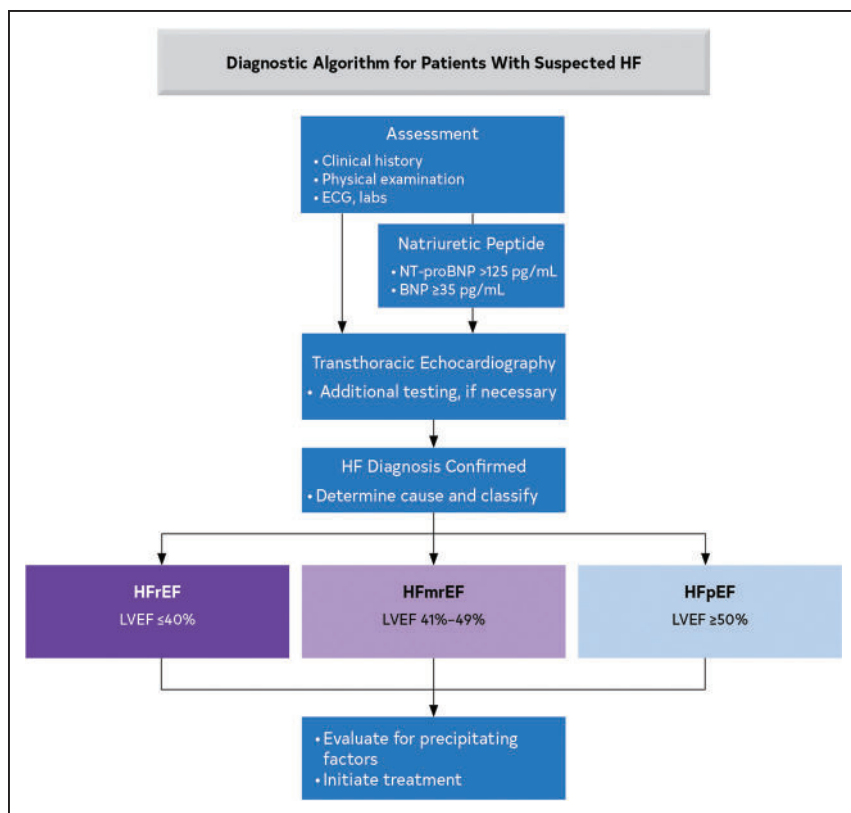 Diagnostic Algorithm for Patients With Suspected HF
Assessment
• Clinical history
• Physical examination
• ECG, labs
Natriuretic Peptide
• NT-proBNP >125 pg/mL
• BNP ≥35 pg/mL
Transthoracic Echocardiography
• Additional testing, if necessary
HF Diagnosis Confirmed
• Determine cause and classify
HFrEF
LVEF ≤40%
HFmrEF
LVEF 41%–49%
HFpEF
LVEF ≥50%
• Evaluate for precipitating
factors
• Initiate treatment